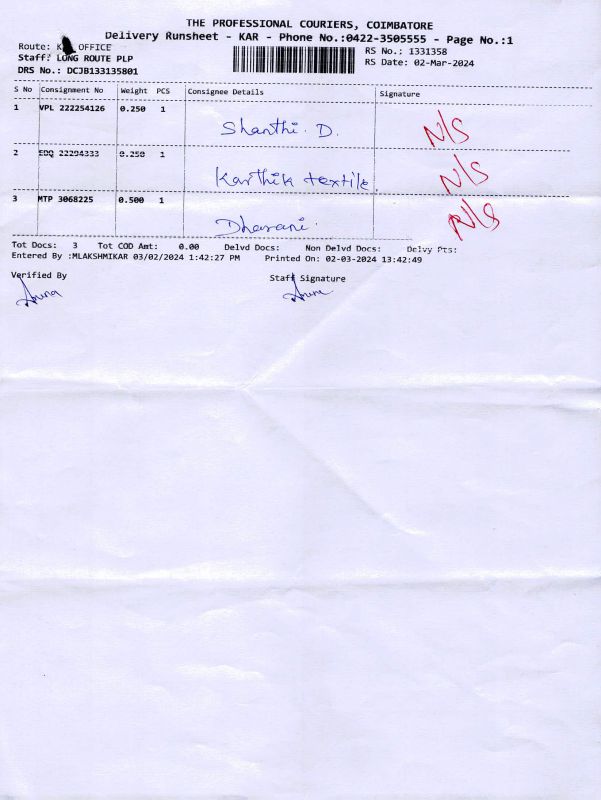 THE PROFESSIONAL COURIERS, COIMBATORE
Delivery Runsheet - KAR - Phone No.:0422-3505555 - Page No.:1
Route: OFFICE
RS No.: 1331358
Staff: LONG ROUTE PLP
RS Date: 02-Mar-2024
DRS No.: DCJB133135801
S No Consignment No Weight PCS Consignee Details Signature
1 VPL 222254126 0.250 1
Shanthi. D. N/S
2 EDQ 22294333 0.250 1
Karthik textile. N/S
3 MTP 3068225 0.500 1
Dharani. N/S
Tot Docs: 3 Tot COD Amt: 0.00 Delvd Docs: Non Delvd Docs: Delvy Pts:
Entered By :MLAKSHMIKAR 03/02/2024 1:42:27 PM Printed On: 02-03-2024 13:42:49
Verified By Staff Signature